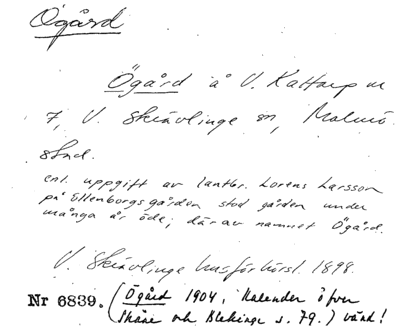 Ögård
Ögård å V. Kattarp nr
7, V. Skrävlinge sn, Malmö
stad.
enl. uppgift av lantbr. Lorens Larsson
på Ellenborgsgården stod gården under
många år öde; därav namnet Ögård.
V. Skrävlinge husförhörsl. 1898.
Nr 6839. (Ögård 1904, Kalender öfver
Skåne och Blekinge s. 79.) vänd!